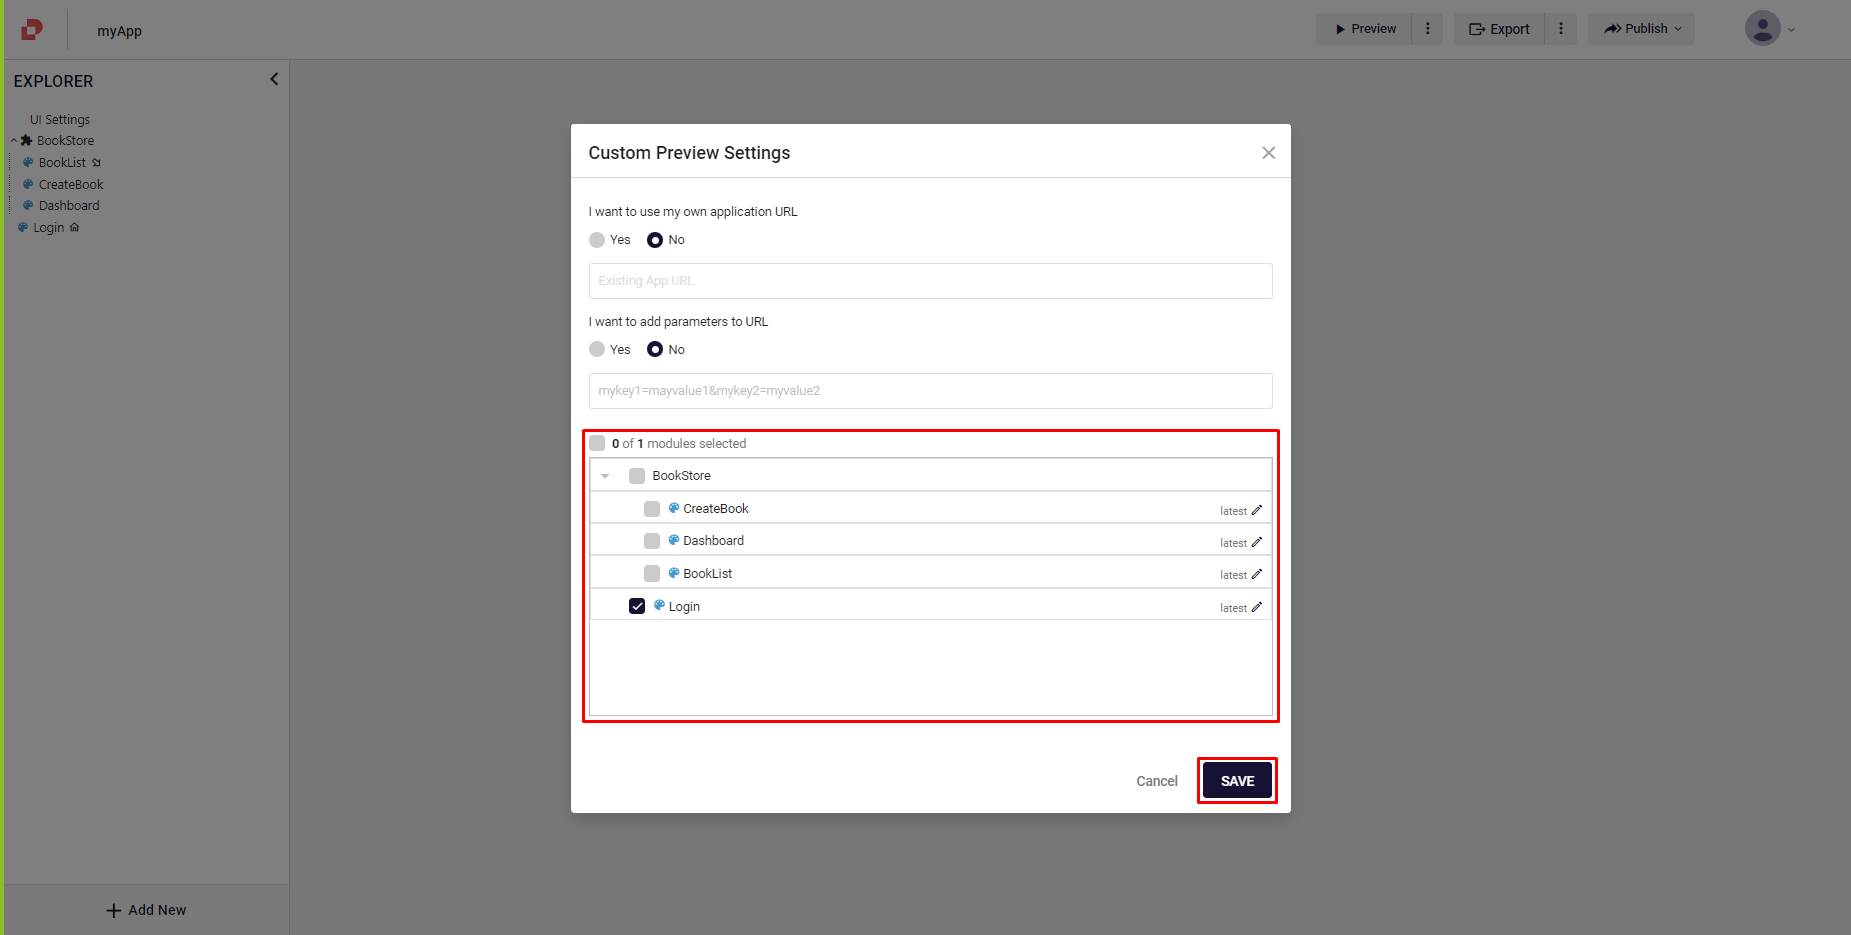 myApp
Preview
Export
Publish
EXPLORER
UI Settings
BookStore
BookList
CreateBook
Dashboard
Login
Add New
Custom Preview Settings
I want to use my own application URL
Yes No
Existing App URL
I want to add parameters to URL
Yes No
mykey1=mayvalue1&mykey2=myvalue2
0 of 1 modules selected
BookStore
CreateBook latest
Dashboard latest
BookList latest
Login latest
Cancel SAVE